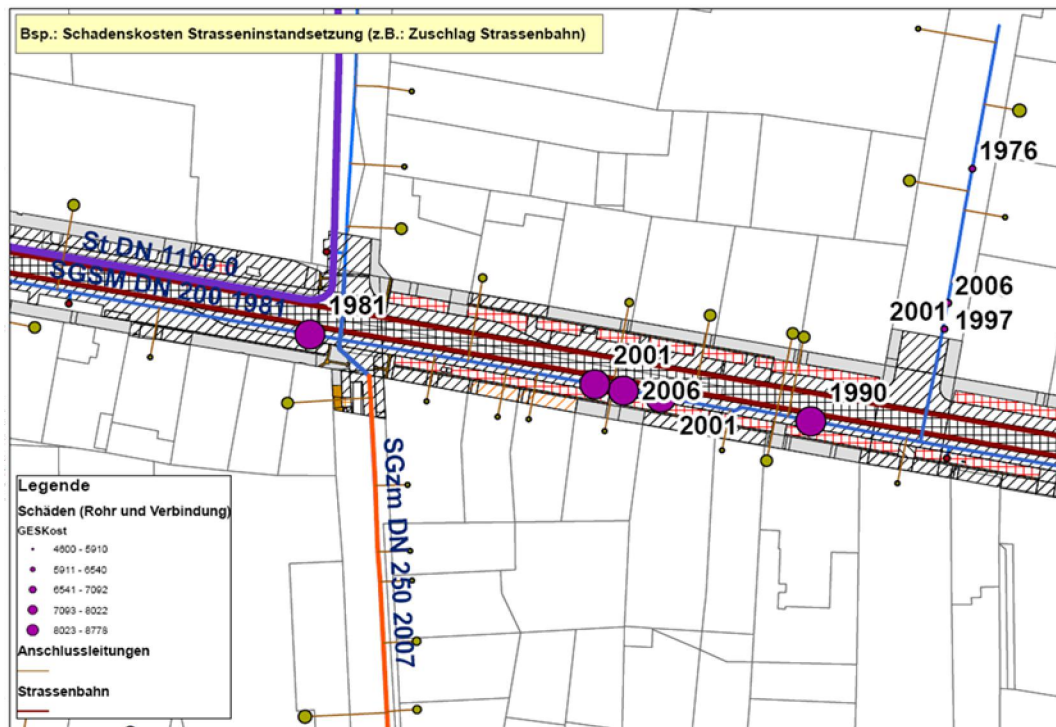 Bsp.: Schadenskosten Strasseninstandsetzung (z.B.: Zuschlag Strassenbahn)
1976
St DN 1100 0
SGSM DN 200 1981
1981
2006
2001
1997
2001
2006
1990
2001
SGzm DN 250 2007
Legende
Schäden (Rohr und Verbindung)
GESKost
4600 - 5910
5911 - 6540
6541 - 7092
7093 - 8022
8023 - 8778
Anschlussleitungen
Strassenbahn